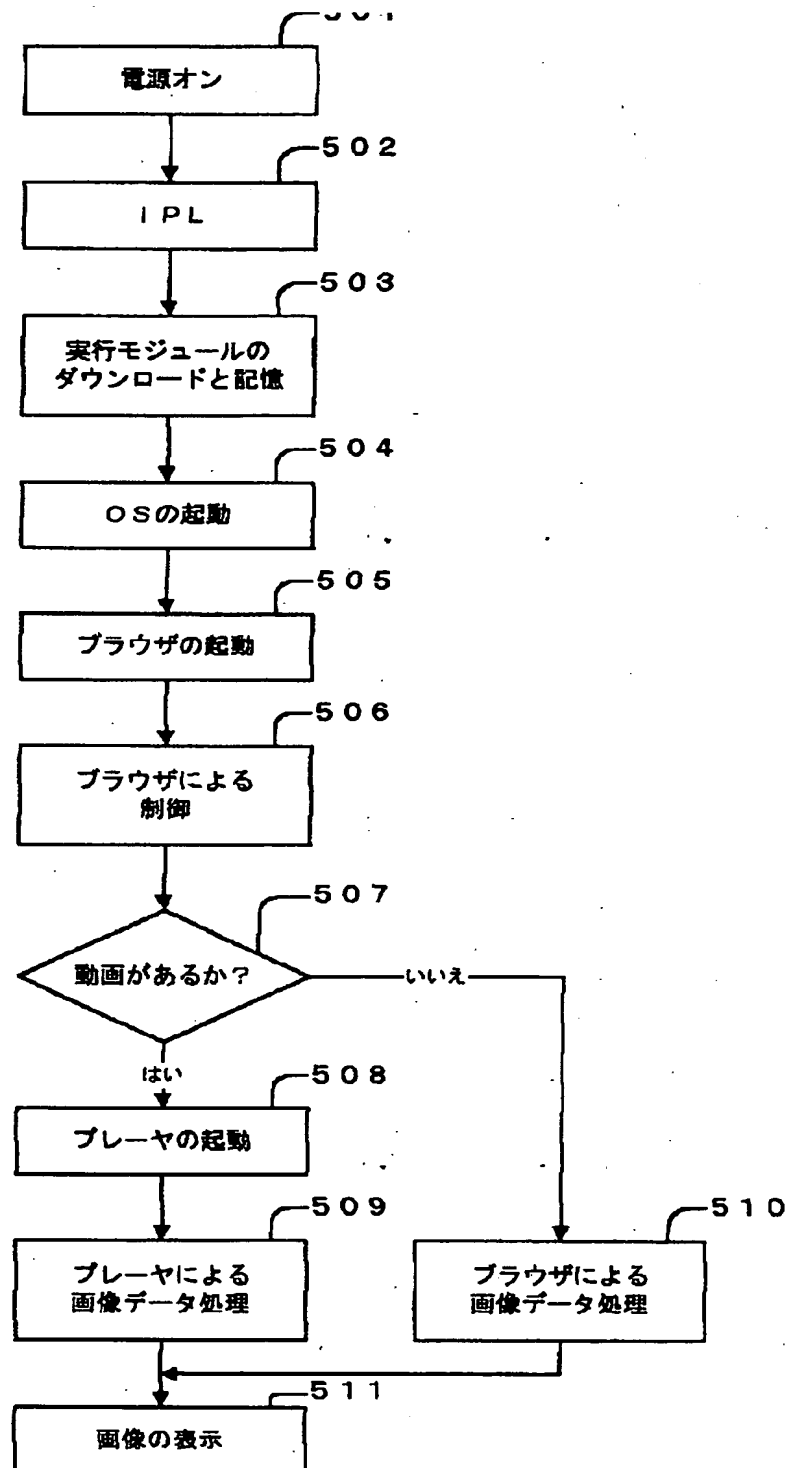 電源オン
502
IPL
503
実行モジュールの
ダウンロードと記憶
504
OSの起動
505
ブラウザの起動
506
ブラウザによる
制御
507
動画があるか?
いいえ
はい
508
プレーヤの起動
509
プレーヤによる
画像データ処理
510
ブラウザによる
画像データ処理
511
画像の表示